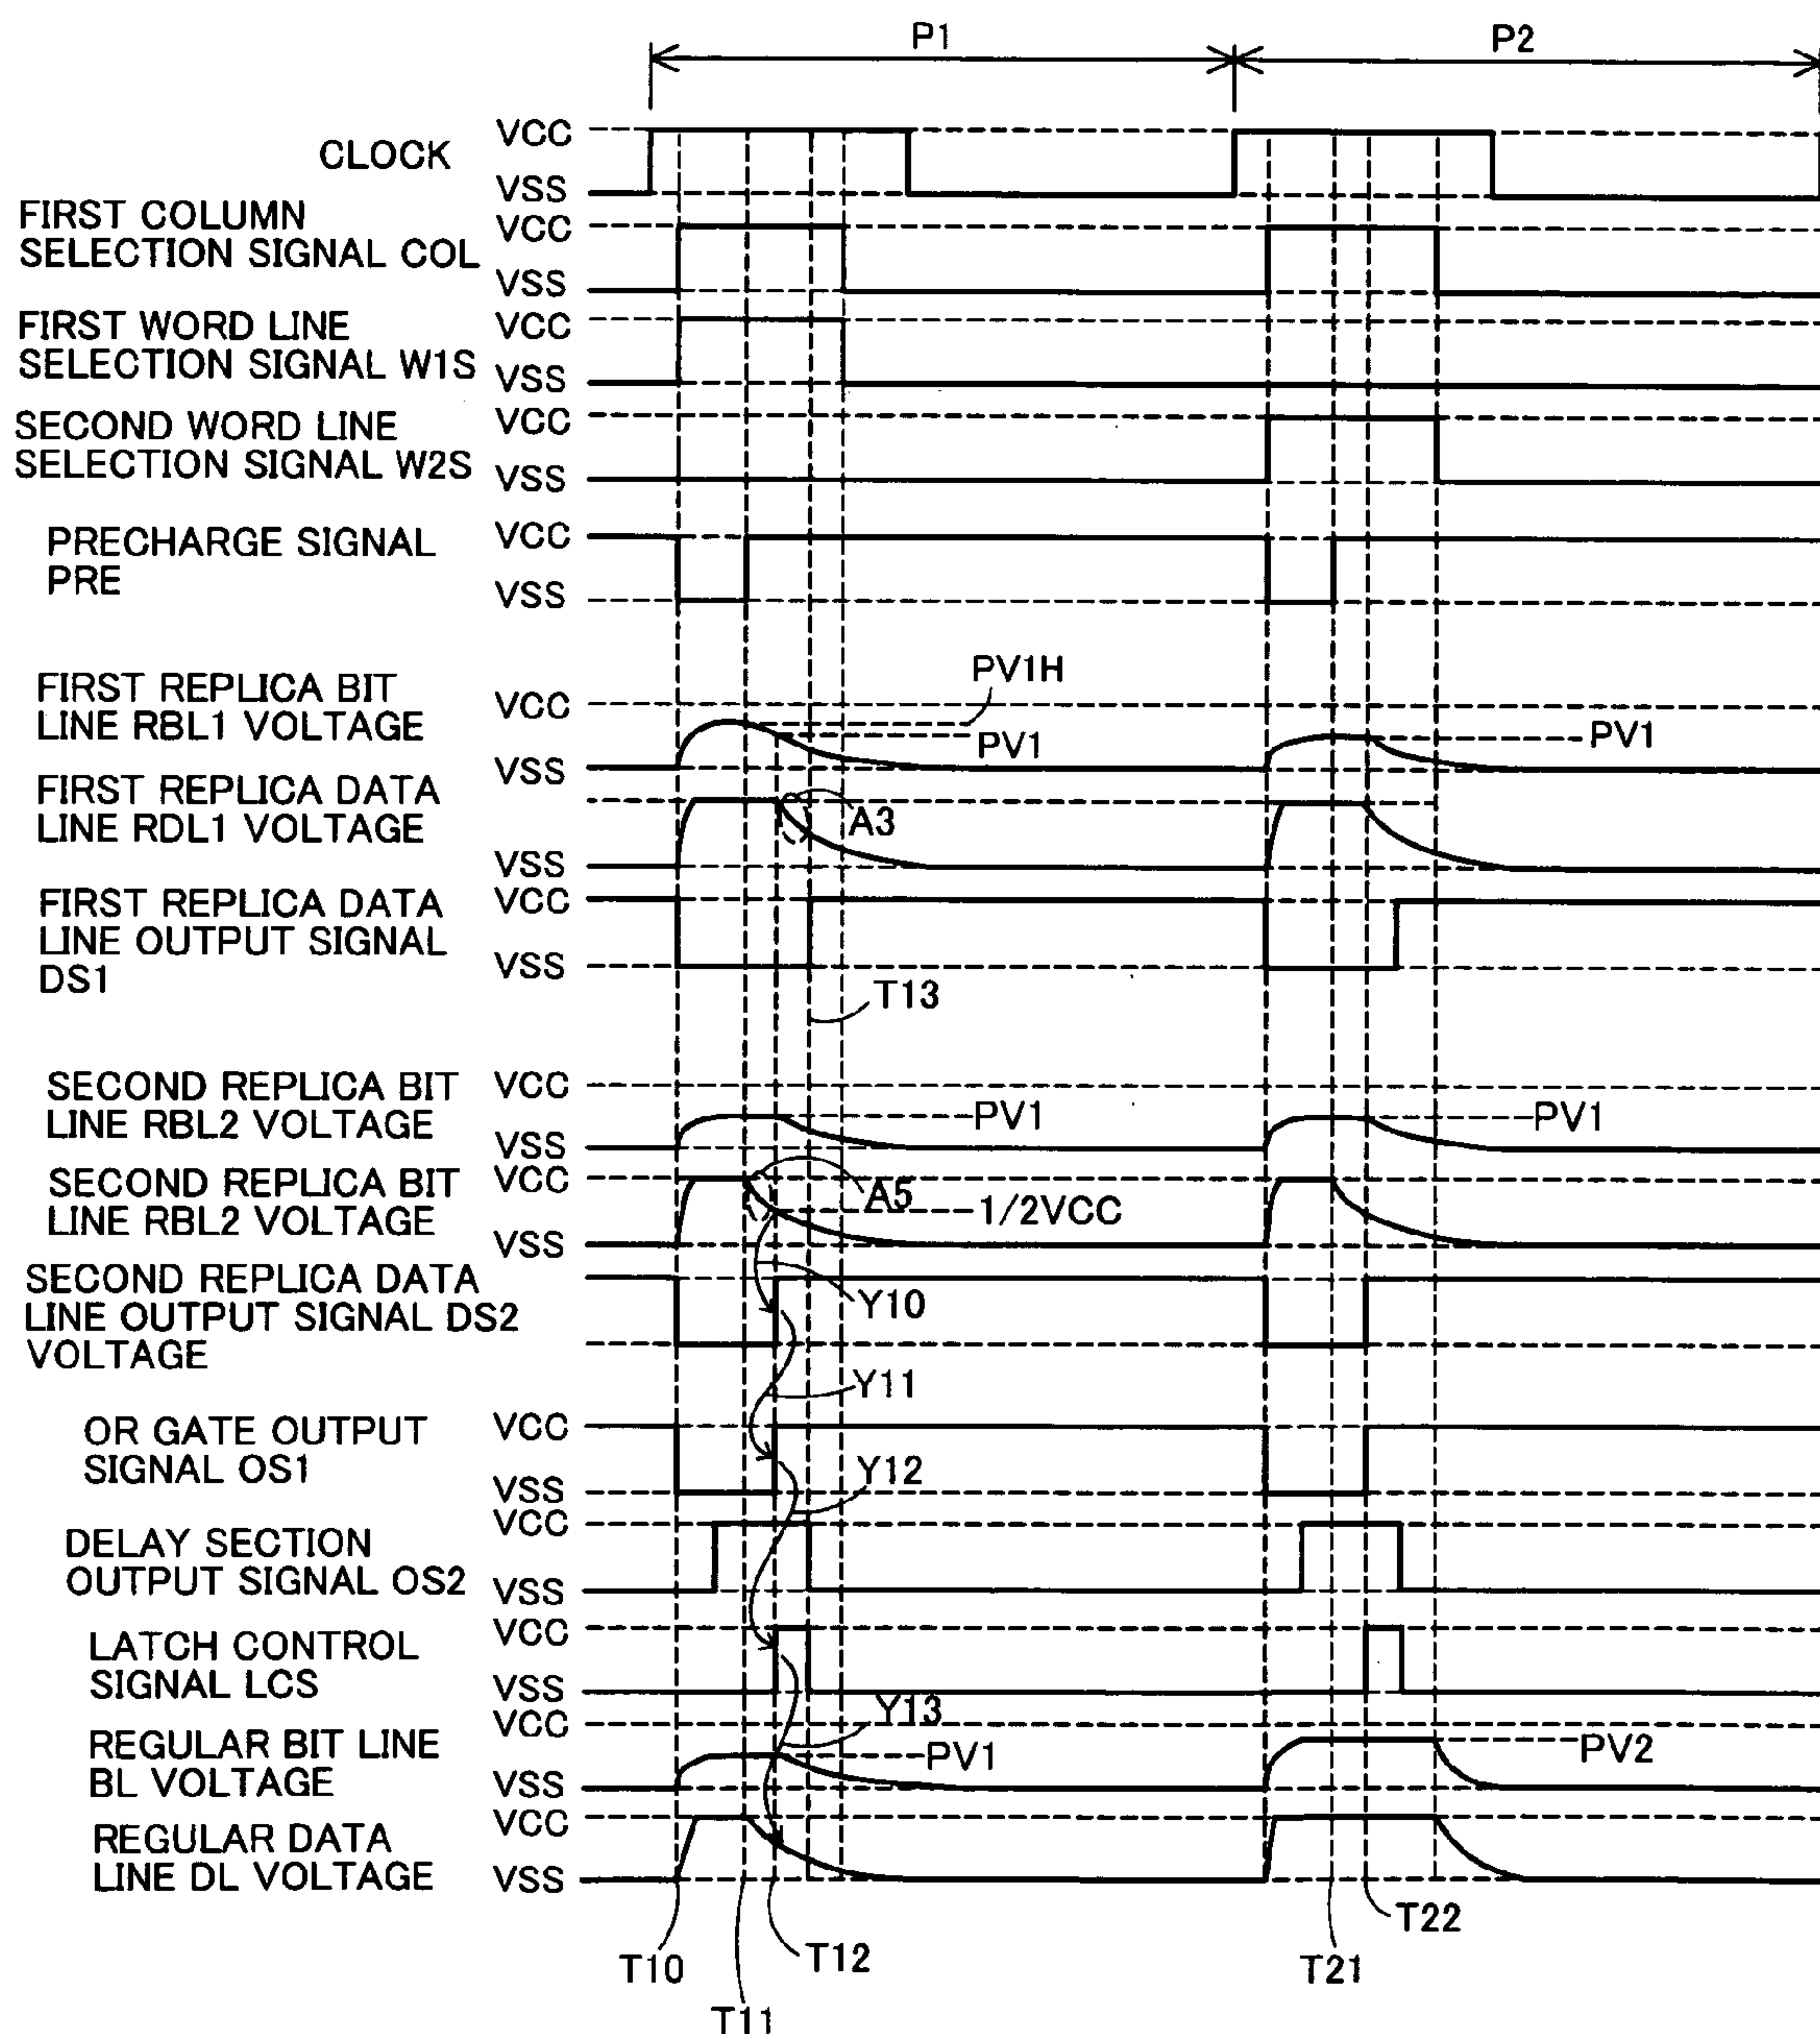 P1
P2
CLOCK
VCC
VSS
FIRST COLUMN
SELECTION SIGNAL COL
VCC
VSS
FIRST WORD LINE
SELECTION SIGNAL W1S
VCC
VSS
SECOND WORD LINE
SELECTION SIGNAL W2S
VCC
VSS
PRECHARGE SIGNAL
PRE
VCC
VSS
FIRST REPLICA BIT
LINE RBL1 VOLTAGE
VCC
VSS
PV1H
PV1
PV1
FIRST REPLICA DATA
LINE RDL1 VOLTAGE
VSS
A3
FIRST REPLICA DATA
LINE OUTPUT SIGNAL
DS1
VCC
VSS
T13
SECOND REPLICA BIT
LINE RBL2 VOLTAGE
VCC
VSS
PV1
PV1
SECOND REPLICA BIT
LINE RBL2 VOLTAGE
VCC
VSS
A5
1/2VCC
SECOND REPLICA DATA
LINE OUTPUT SIGNAL DS2
VOLTAGE
Y10
Y11
OR GATE OUTPUT
SIGNAL OS1
VCC
VSS
Y12
DELAY SECTION
OUTPUT SIGNAL OS2
VCC
VSS
LATCH CONTROL
SIGNAL LCS
VCC
VSS
Y13
REGULAR BIT LINE
BL VOLTAGE
VCC
VSS
PV1
PV2
REGULAR DATA
LINE DL VOLTAGE
VCC
VSS
T10
T11
T12
T21
T22